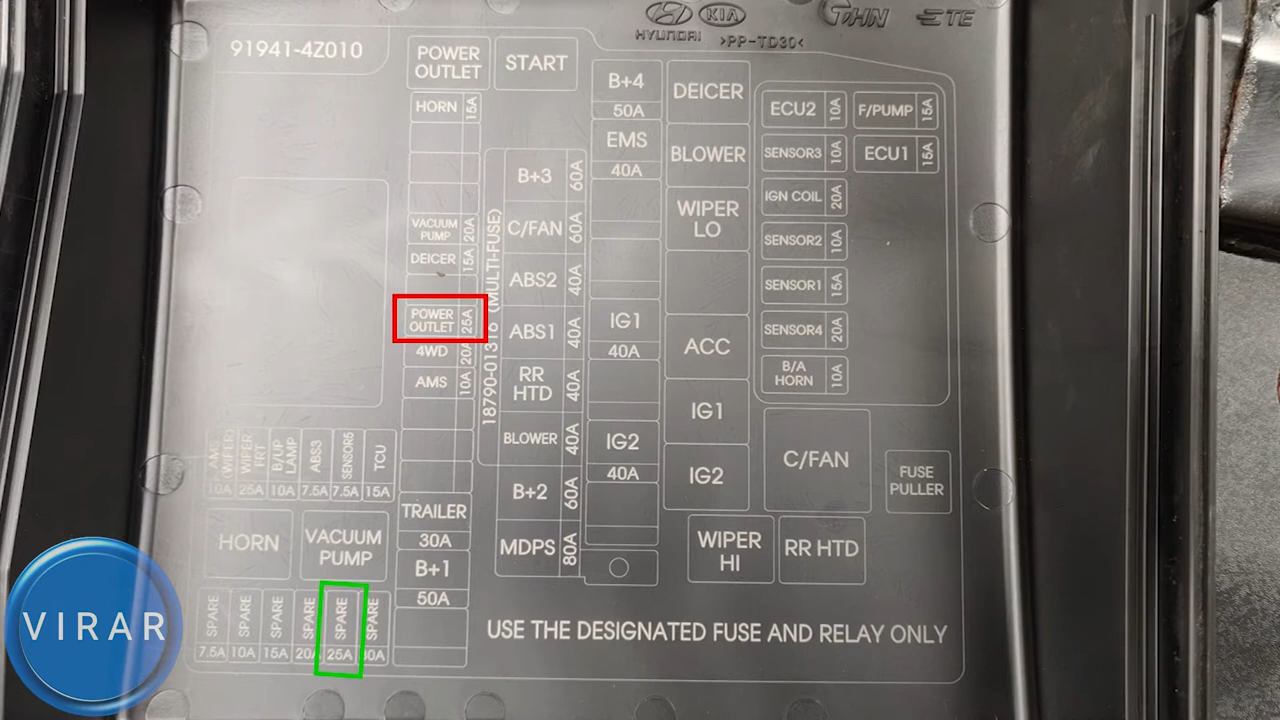 HYUNDAI
KIA
>PP-TD30<
THN
ETE
91941-4Z010
POWER
OUTLET
START
HORN 15A
VACUUM
PUMP 20A
DEICER 15A
POWER
OUTLET 25A
4WD 20A
AMS 10A
18790-01316 (MULTI-FUSE)
B+3 60A
C/FAN 60A
ABS2 40A
ABS1 40A
RR
HTD 40A
BLOWER 40A
B+2 60A
MDPS 80A
B+4
50A
EMS
40A
IG1
40A
IG2
40A
DEICER
BLOWER
WIPER
LO
ACC
IG1
IG2
ECU2 10A
F/PUMP 15A
SENSOR3 10A
ECU1 15A
IGN COIL 20A
SENSOR2 10A
SENSOR1 15A
SENSOR4 20A
B/A
HORN 10A
C/FAN
FUSE
PULLER
WIPER
HI
RR HTD
AMS
(WIPER)
10A
WIPER
FRT
25A
B/UP
LAMP
10A
ABS3
7.5A
SENSOR5
7.5A
TCU
15A
TRAILER
30A
HORN
VACUUM
PUMP
B+1
50A
SPARE
7.5A
SPARE
10A
SPARE
15A
SPARE
20A
SPARE
25A
SPARE
30A
USE THE DESIGNATED FUSE AND RELAY ONLY
VIRAR